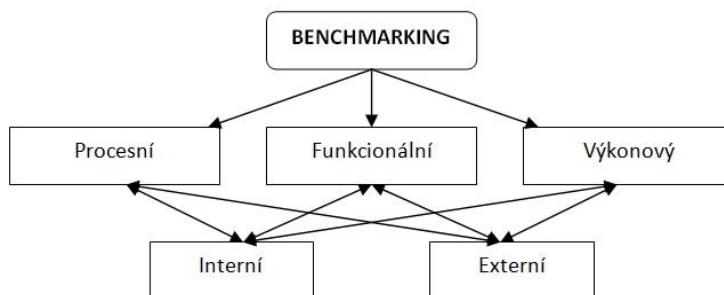 BENCHMARKING
Procesní
Funkcionální
Výkonový
Interní
Externí